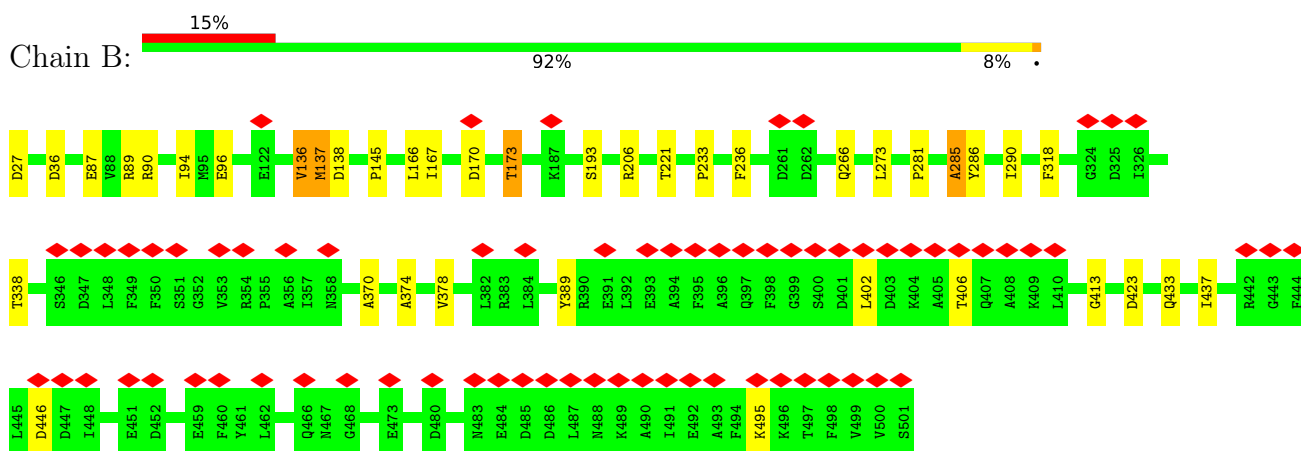 15%
Chain B:
92% 8% •
D27 D36 E87 V88 R89 R90 I94 M95 E96 E122 V136 M137 D138 P145 L166 I167 D170 T173 K187 S193 R206 T221 P233 F236 D261 D262 Q266 L273 P281 A285 Y286 I290 F318 G324 D325 I326
T338 S346 D347 L348 F349 F350 S351 G352 V353 R354 P355 A356 I357 N358 A370 A374 V378 L382 R383 L384 Y389 R390 E391 L392 E393 A394 F395 A396 Q397 F398 G399 S400 D401 L402 D403 K404 A405 T406 Q407 A408 K409 L410 G413 D423 Q433 I437 R442 G443 F444
L445 D446 D447 I448 E451 D452 E459 F460 Y461 L462 Q466 N467 G468 E473 D480 N483 E484 D485 D486 L487 N488 K489 A490 I491 E492 A493 F494 K495 K496 T497 F498 V499 V500 S501